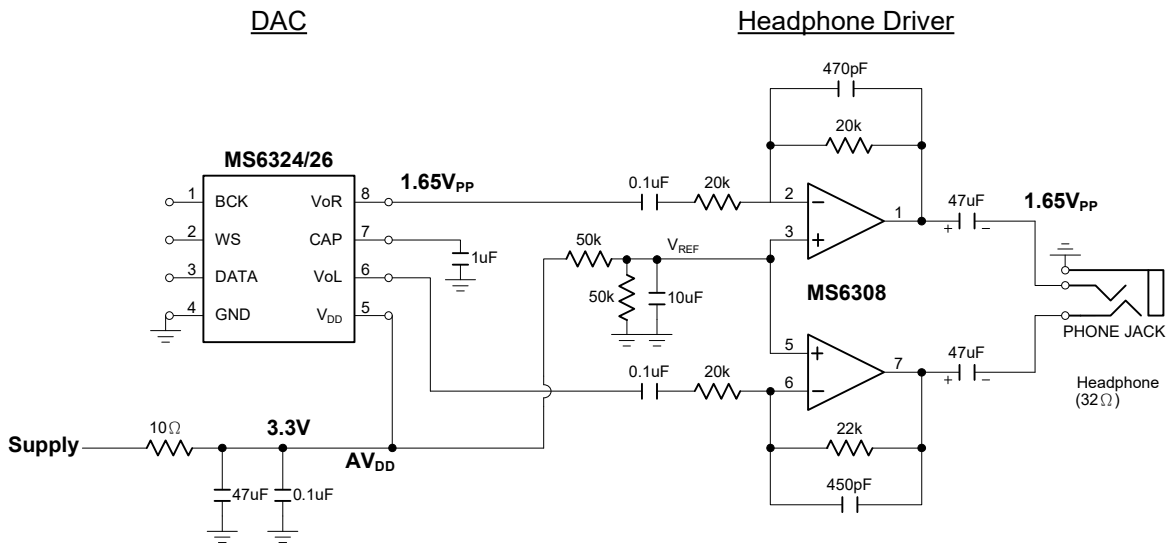 DAC
Headphone Driver
470pF
20k
MS6324/26
1.65VPP
0.1uF
20k
1 BCK VoR 8
2 WS CAP 7
3 DATA VoL 6
4 GND VDD 5
1uF
50k
VREF
50k
10uF
2
−
3
+
1
47uF
+ −
1.65VPP
MS6308
PHONE JACK
5
+
6
−
7
47uF
+ −
Headphone
(32Ω)
0.1uF
20k
22k
450pF
Supply
10Ω
3.3V
AVDD
47uF
0.1uF